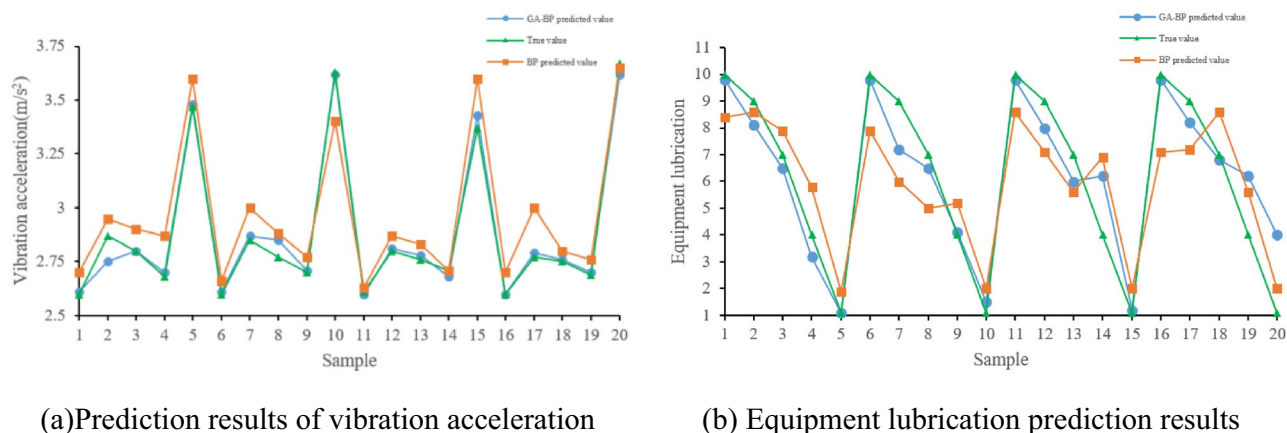 GA-BP predicted value
True value
BP predicted value
3.75
3.5
3.25
3
2.75
2.5
Vibration acceleration(m/s²)
1 2 3 4 5 6 7 8 9 10 11 12 13 14 15 16 17 18 19 20
Sample
(a)Prediction results of vibration acceleration
GA-BP predicted value
True value
BP predicted value
11
10
9
8
7
6
5
4
3
2
1
Equipment lubrication
1 2 3 4 5 6 7 8 9 10 11 12 13 14 15 16 17 18 19 20
Sample
(b) Equipment lubrication prediction results